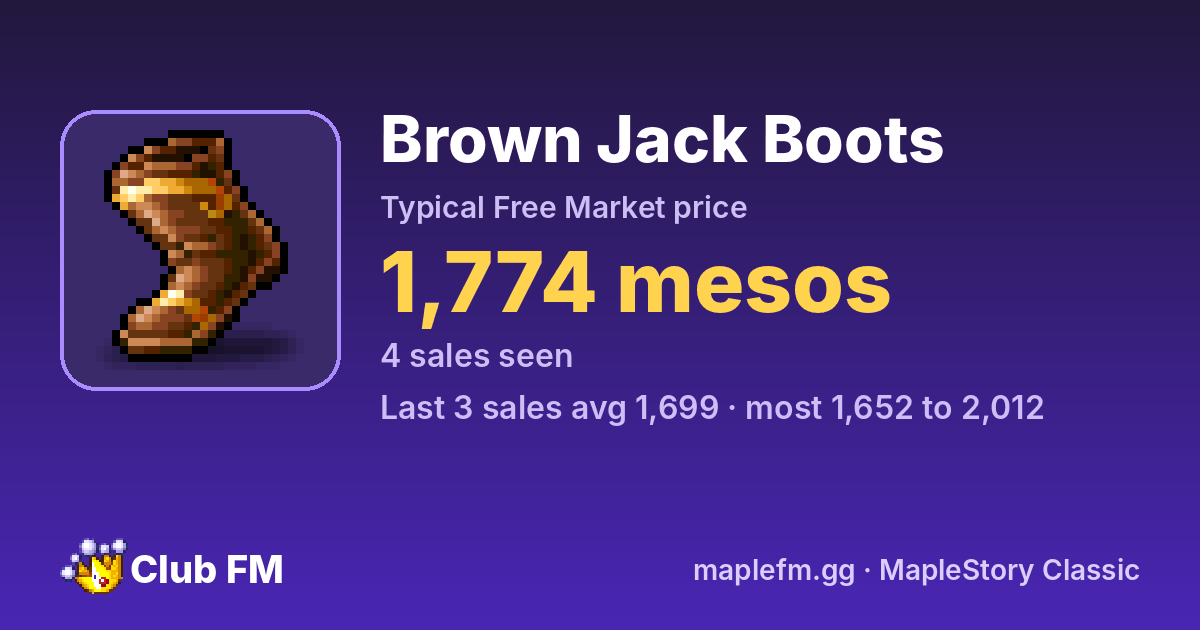 Brown Jack Boots
Typical Free Market price
1,774 mesos
4 sales seen
Last 3 sales avg 1,699 · most 1,652 to 2,012
Club FM
maplefm.gg · MapleStory Classic